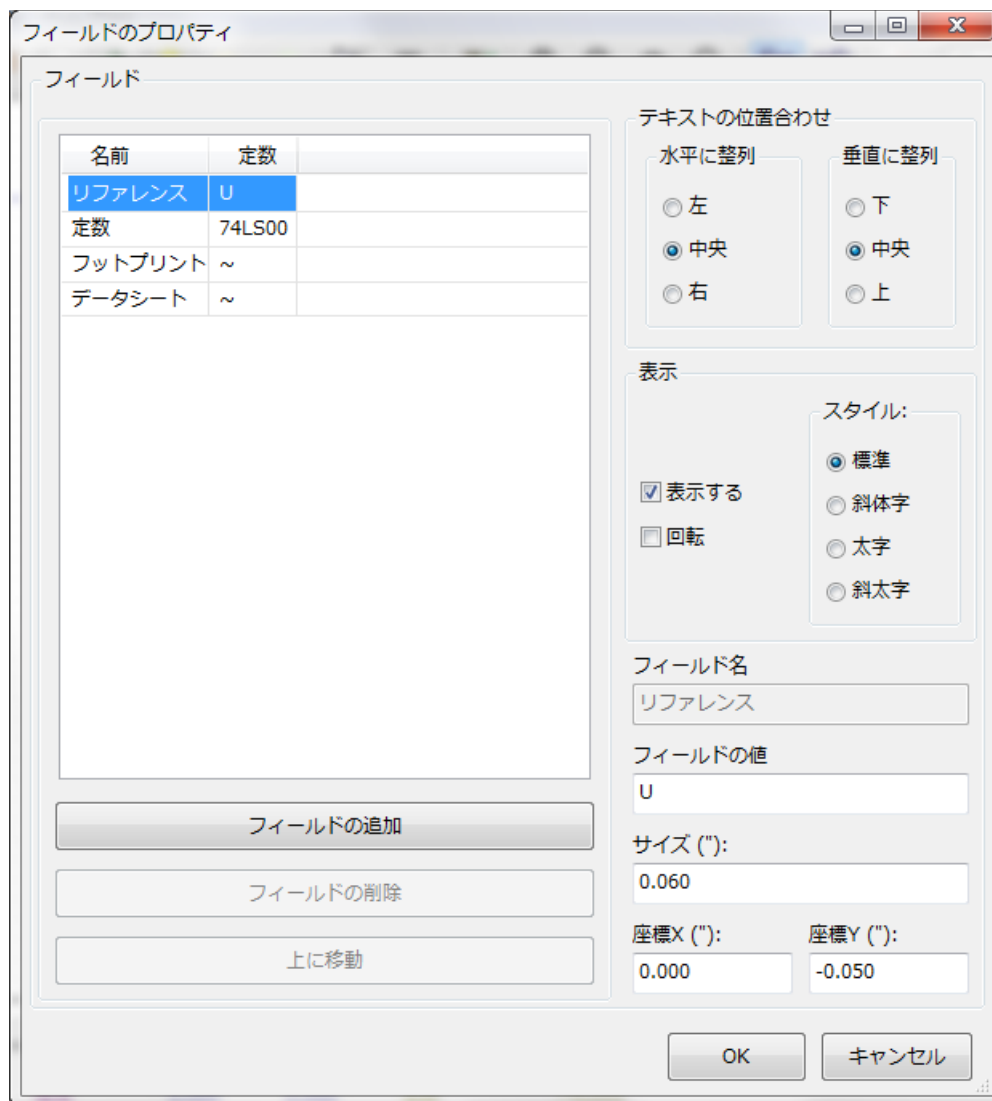 フィールドのプロパティ
フィールド
名前 定数
リファレンス U
定数 74LS00
フットプリント ~
データシート ~
フィールドの追加
フィールドの削除
上に移動
テキストの位置合わせ
水平に整列 垂直に整列
左 下
中央 中央
右 上
表示
スタイル:
標準
表示する
斜体字
回転
太字
斜太字
フィールド名
リファレンス
フィールドの値
U
サイズ ("):
0.060
座標X ("): 座標Y ("):
0.000 -0.050
OK キャンセル